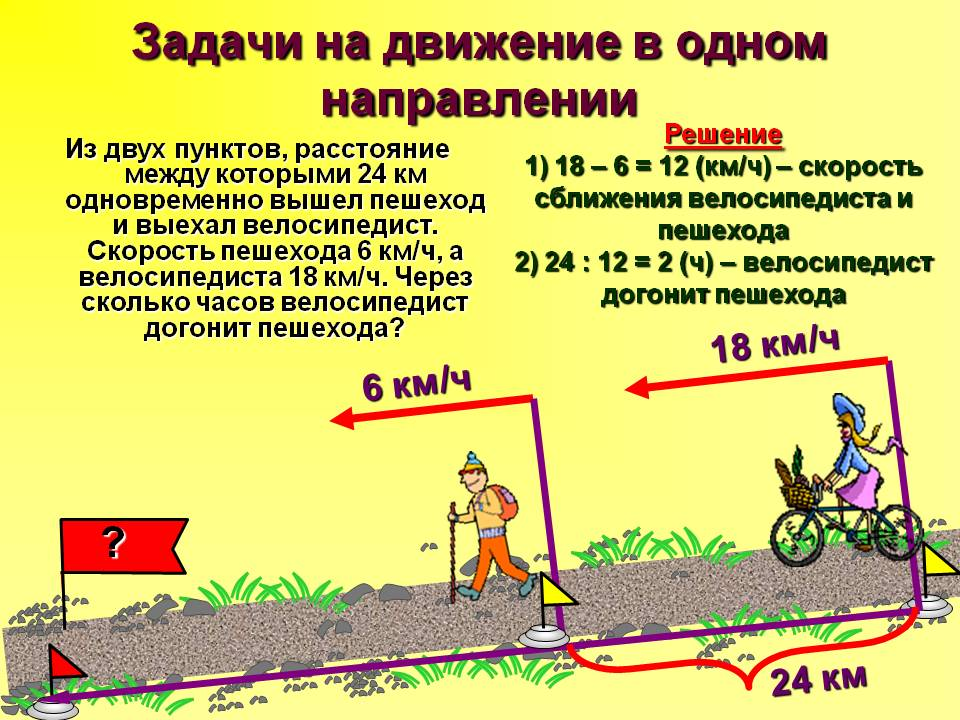 Задачи на движение в одном
направлении
Из двух пунктов, расстояние
между которыми 24 км
одновременно вышел пешеход
и выехал велосипедист.
Скорость пешехода 6 км/ч, а
велосипедиста 18 км/ч. Через
сколько часов велосипедист
догонит пешехода?
Решение
1) 18 – 6 = 12 (км/ч) – скорость
сближения велосипедиста и
пешехода
2) 24 : 12 = 2 (ч) – велосипедист
догонит пешехода
6 км/ч
18 км/ч
?
24 км